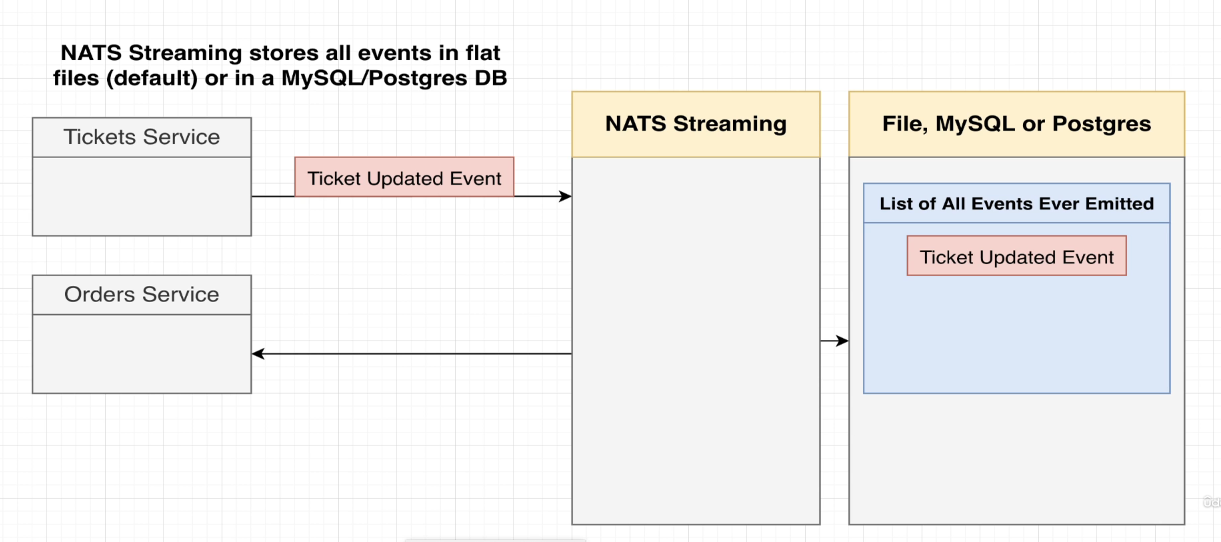 NATS Streaming stores all events in flat
files (default) or in a MySQL/Postgres DB
Tickets Service
Ticket Updated Event
Orders Service
NATS Streaming
File, MySQL or Postgres
List of All Events Ever Emitted
Ticket Updated Event